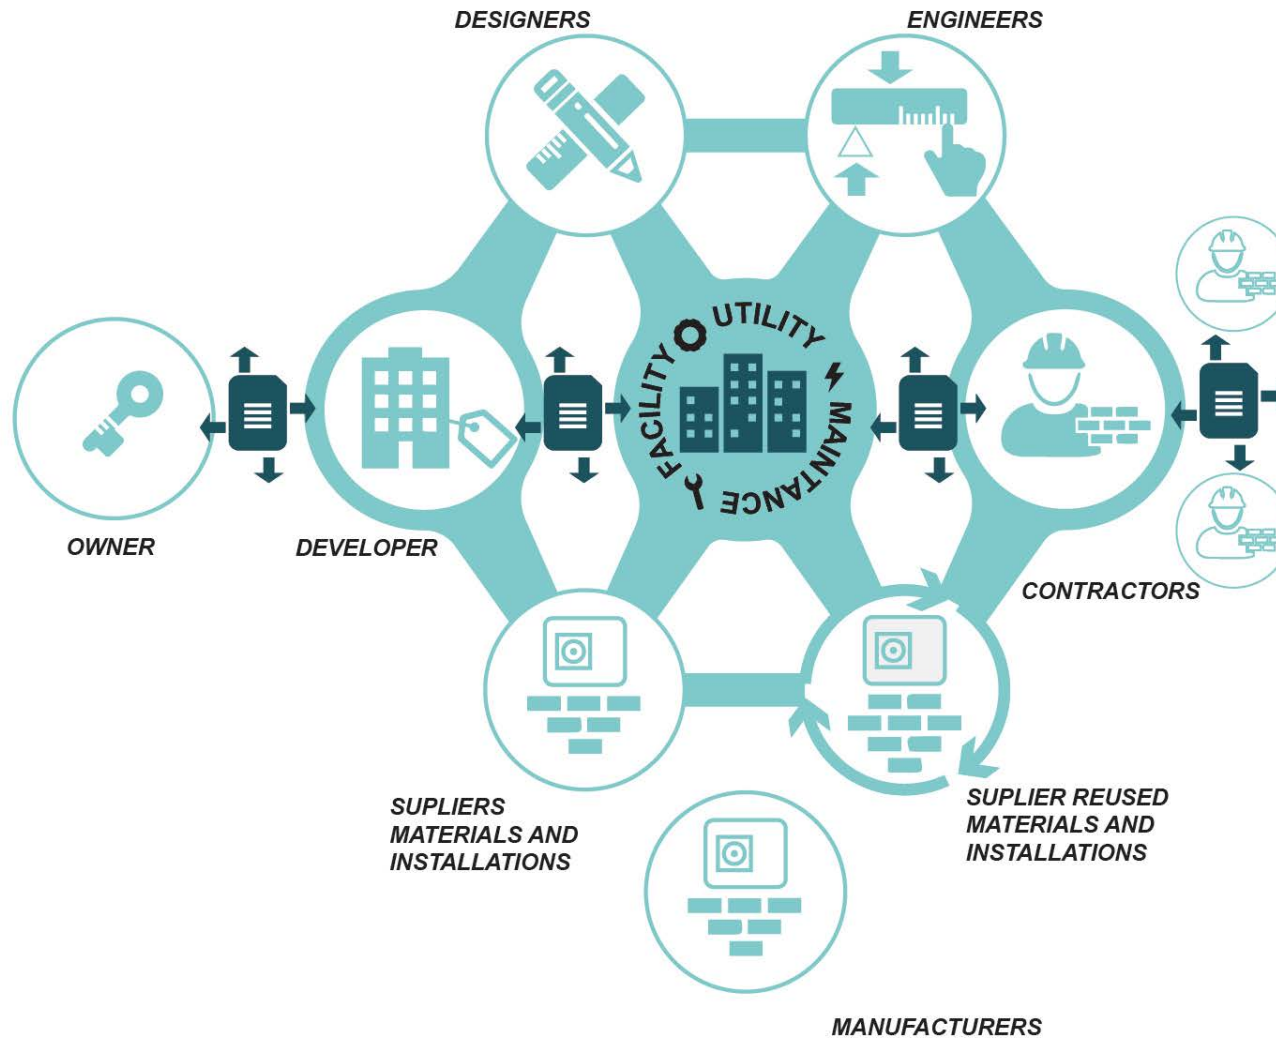 DESIGNERS
ENGINEERS
FACILITY UTILITY MAINTANCE
OWNER
DEVELOPER
CONTRACTORS
SUPLIERS
MATERIALS AND
INSTALLATIONS
SUPLIER REUSED
MATERIALS AND
INSTALLATIONS
MANUFACTURERS